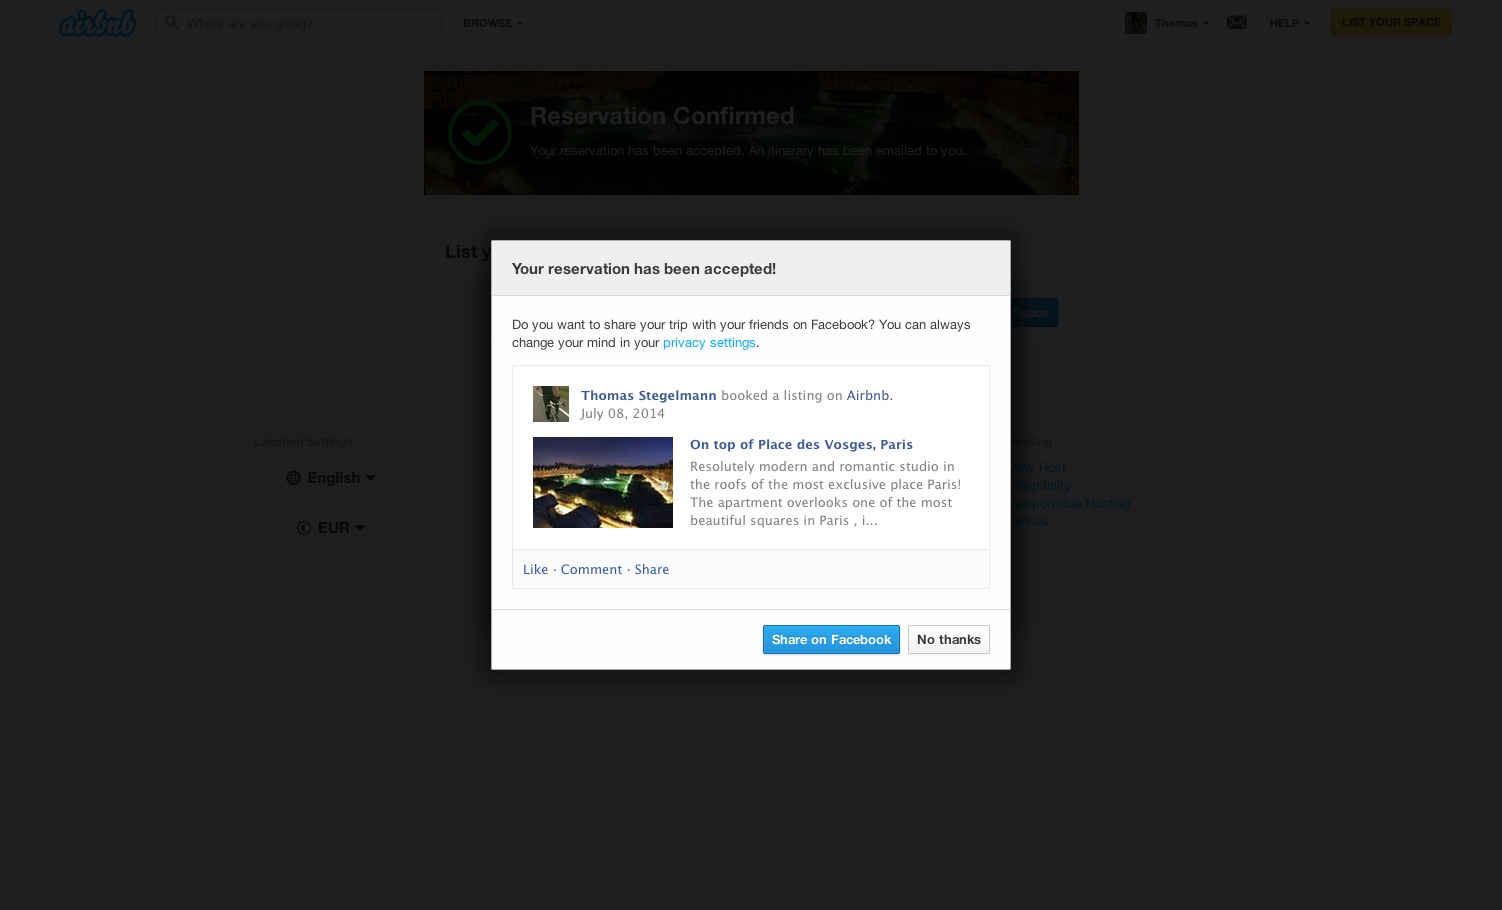 airbnb
Where are you going?
BROWSE
Thomas
HELP
LIST YOUR SPACE
Reservation Confirmed
Your reservation has been accepted. An itinerary has been emailed to you.
List y
Space
Your reservation has been accepted!
Do you want to share your trip with your friends on Facebook? You can always
change your mind in your privacy settings.
Thomas Stegelmann booked a listing on Airbnb.
July 08, 2014
On top of Place des Vosges, Paris
Resolutely modern and romantic studio in
the roofs of the most exclusive place Paris!
The apartment overlooks one of the most
beautiful squares in Paris , i...
Like · Comment · Share
Share on Facebook
No thanks
Location Settings
English
EUR
Hosting
Why Host
Hospitality
Responsible Hosting
Stories